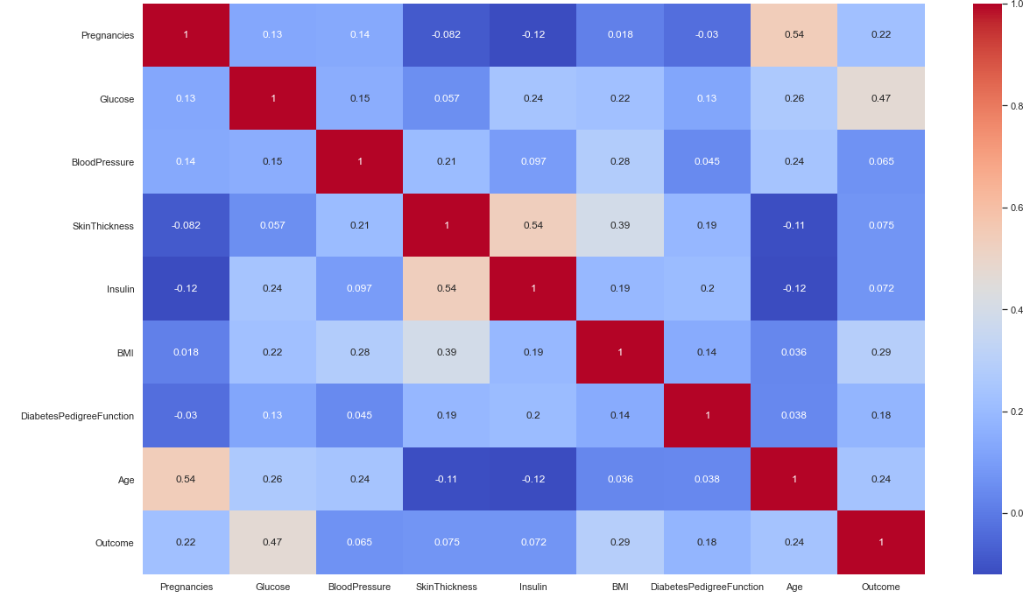 1.0
Pregnancies 1 0.13 0.14 -0.082 -0.12 0.018 -0.03 0.54 0.22
Glucose 0.13 1 0.15 0.057 0.24 0.22 0.13 0.26 0.47
0.8
BloodPressure 0.14 0.15 1 0.21 0.097 0.28 0.045 0.24 0.065
0.6
SkinThickness -0.082 0.057 0.21 1 0.54 0.39 0.19 -0.11 0.075
Insulin -0.12 0.24 0.097 0.54 1 0.19 0.2 -0.12 0.072
0.4
BMI 0.018 0.22 0.28 0.39 0.19 1 0.14 0.036 0.29
0.2
DiabetesPedigreeFunction -0.03 0.13 0.045 0.19 0.2 0.14 1 0.038 0.18
Age 0.54 0.26 0.24 -0.11 -0.12 0.036 0.038 1 0.24
0.0
Outcome 0.22 0.47 0.065 0.075 0.072 0.29 0.18 0.24 1
Pregnancies Glucose BloodPressure SkinThickness Insulin BMI DiabetesPedigreeFunction Age Outcome